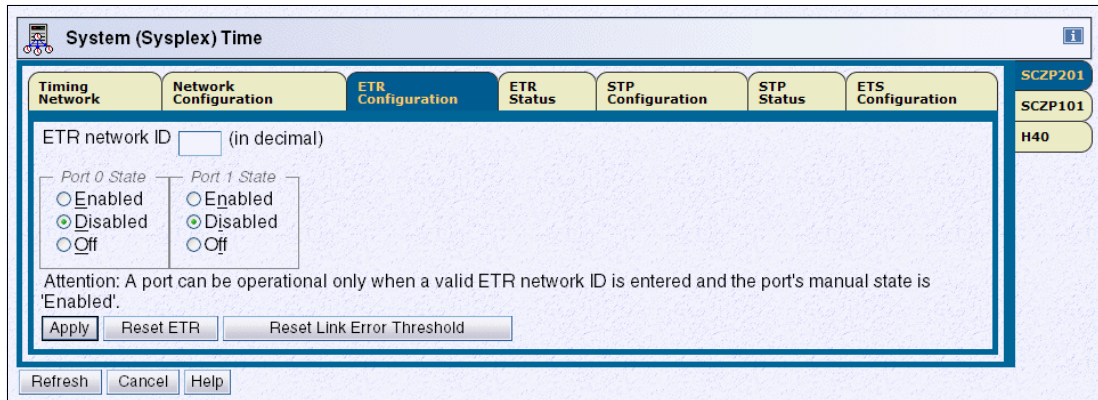 System (Sysplex) Time
i
Timing Network
Network Configuration
ETR Configuration
ETR Status
STP Configuration
STP Status
ETS Configuration
SCZP201
SCZP101
H40
ETR network ID (in decimal)
Port 0 State Port 1 State
Enabled Enabled
Disabled Disabled
Off Off
Attention: A port can be operational only when a valid ETR network ID is entered and the port's manual state is
'Enabled'.
Apply Reset ETR Reset Link Error Threshold
Refresh Cancel Help